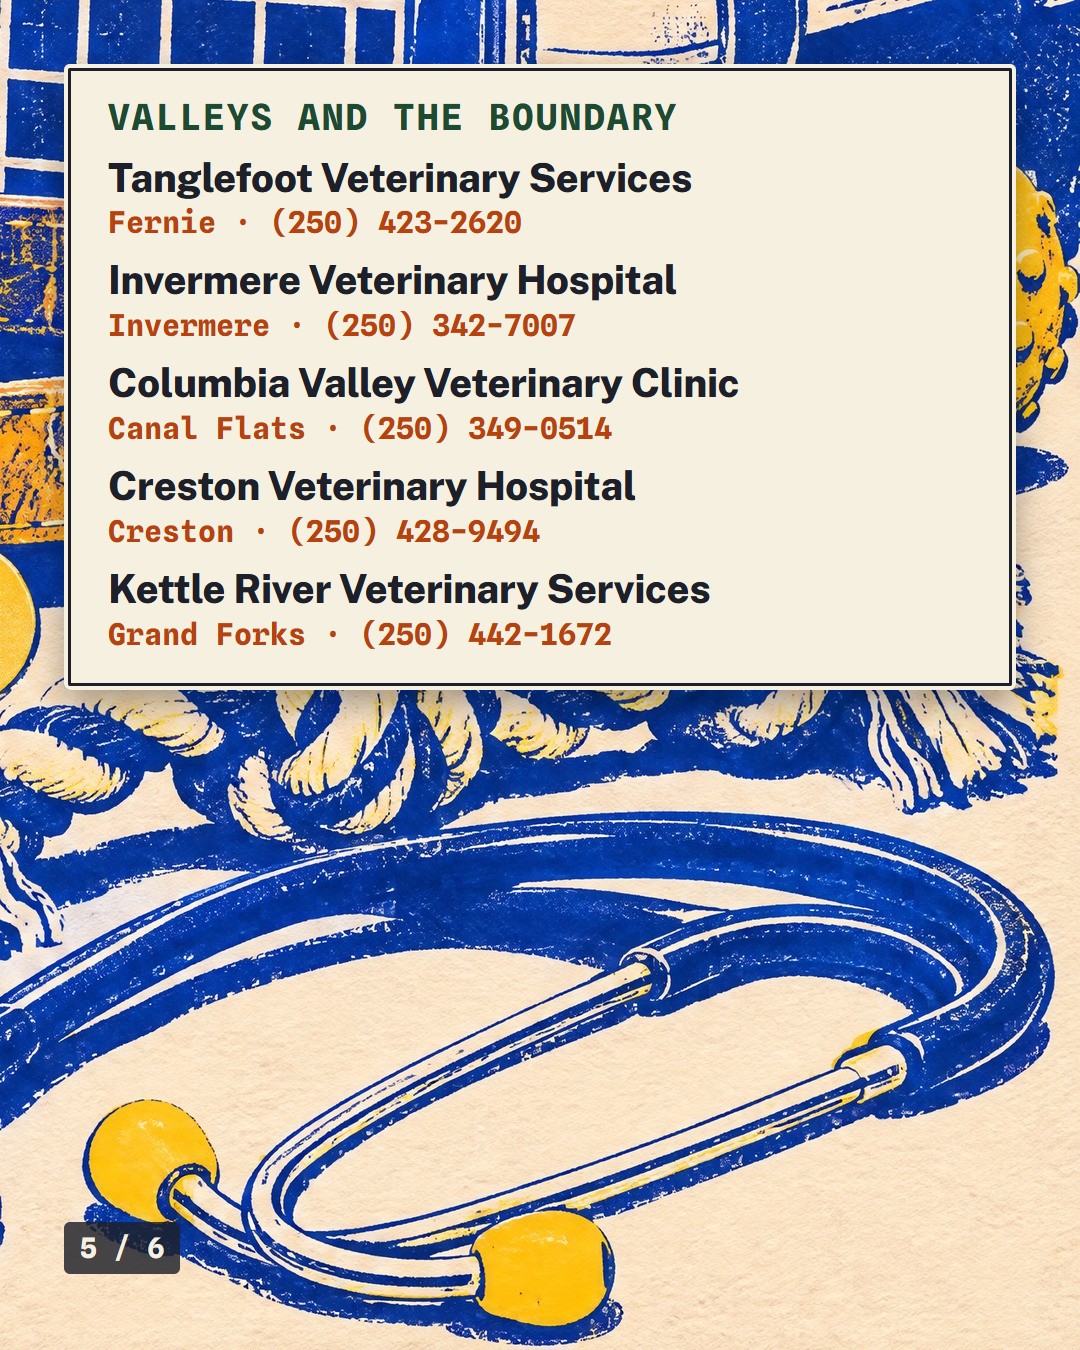 VALLEYS AND THE BOUNDARY
Tanglefoot Veterinary Services
Fernie · (250) 423-2620
Invermere Veterinary Hospital
Invermere · (250) 342-7007
Columbia Valley Veterinary Clinic
Canal Flats · (250) 349-0514
Creston Veterinary Hospital
Creston · (250) 428-9494
Kettle River Veterinary Services
Grand Forks · (250) 442-1672
5 / 6